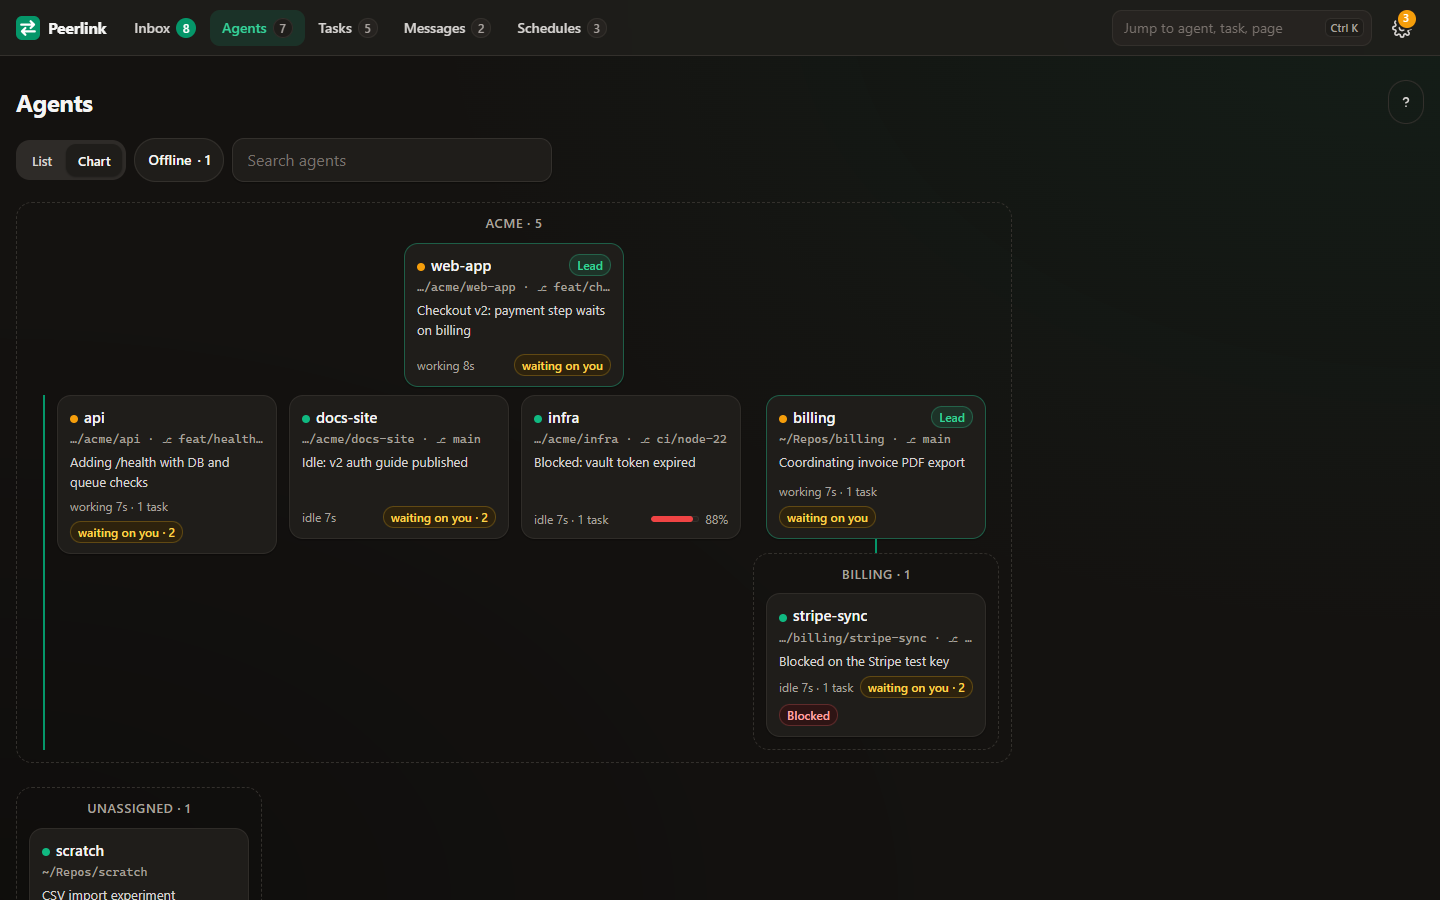 Peerlink
Inbox 8
Agents 7
Tasks 5
Messages 2
Schedules 3
Jump to agent, task, page
Ctrl K
3
Agents
?
List
Chart
Offline · 1
Search agents
ACME · 5
web-app
Lead
…/acme/web-app · feat/ch…
Checkout v2: payment step waits
on billing
working 8s
waiting on you
api
…/acme/api · feat/health…
Adding /health with DB and
queue checks
working 7s · 1 task
waiting on you · 2
docs-site
…/acme/docs-site · main
Idle: v2 auth guide published
idle 7s
waiting on you · 2
infra
…/acme/infra · ci/node-22
Blocked: vault token expired
idle 7s · 1 task
88%
billing
Lead
~/Repos/billing · main
Coordinating invoice PDF export
working 7s · 1 task
waiting on you
BILLING · 1
stripe-sync
…/billing/stripe-sync · …
Blocked on the Stripe test key
idle 7s · 1 task
waiting on you · 2
Blocked
UNASSIGNED · 1
scratch
~/Repos/scratch
CSV import experiment